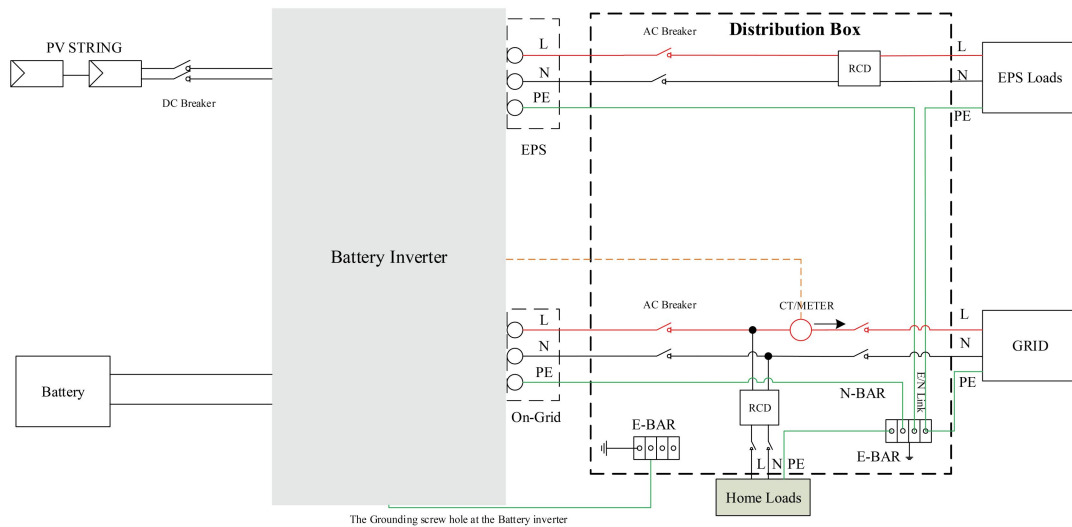 PV STRING
DC Breaker
Battery Inverter
Battery
L
N
PE
EPS
AC Breaker
Distribution Box
RCD
L
N
PE
EPS Loads
L
N
PE
On-Grid
AC Breaker
CT/METER
L
N
PE
GRID
E/N Link
N-BAR
RCD
E-BAR
E-BAR
L N PE
Home Loads
The Grounding screw hole at the Battery inverter